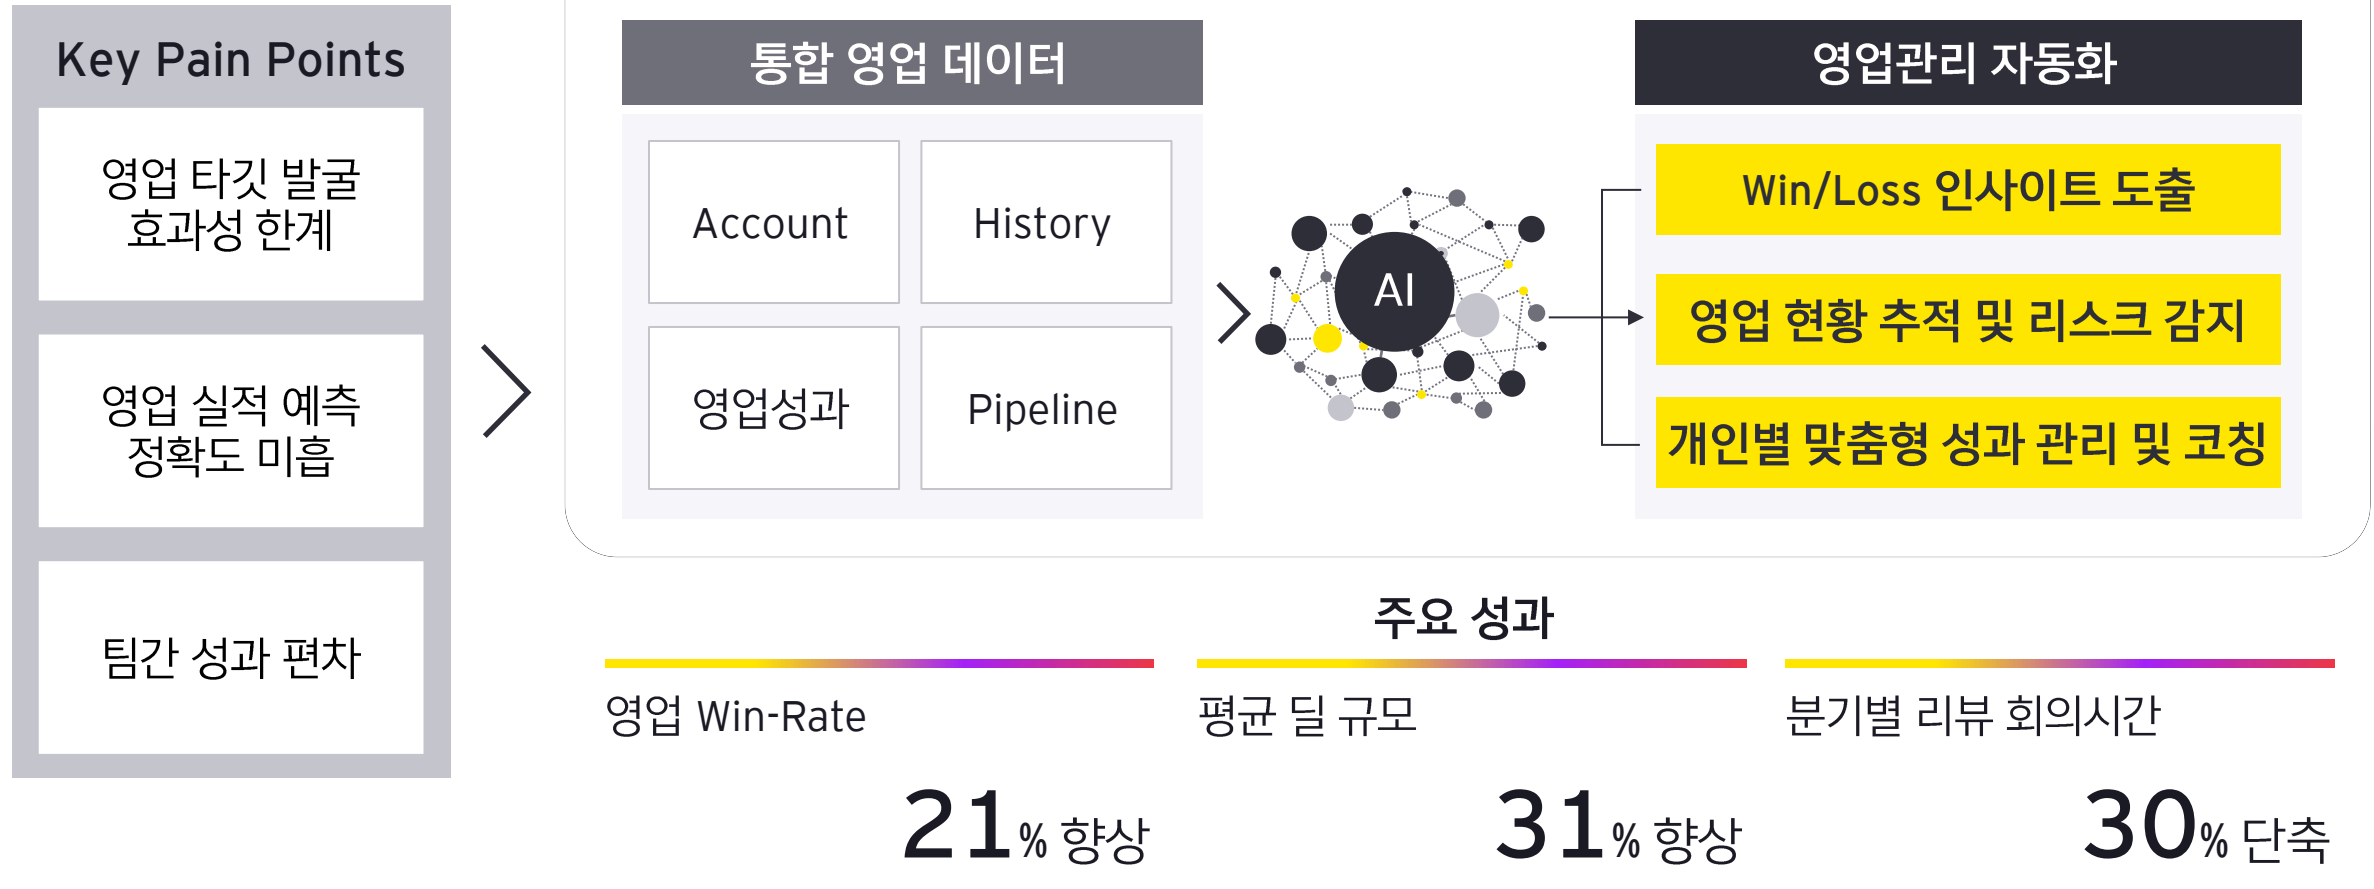 Key Pain Points
영업 타깃 발굴
효과성 한계
영업 실적 예측
정확도 미흡
팀간 성과 편차
통합 영업 데이터
Account
History
영업성과
Pipeline
AI
영업관리 자동화
Win/Loss 인사이트 도출
영업 현황 추적 및 리스크 감지
개인별 맞춤형 성과 관리 및 코칭
주요 성과
영업 Win-Rate
21% 향상
평균 딜 규모
31% 향상
분기별 리뷰 회의시간
30% 단축